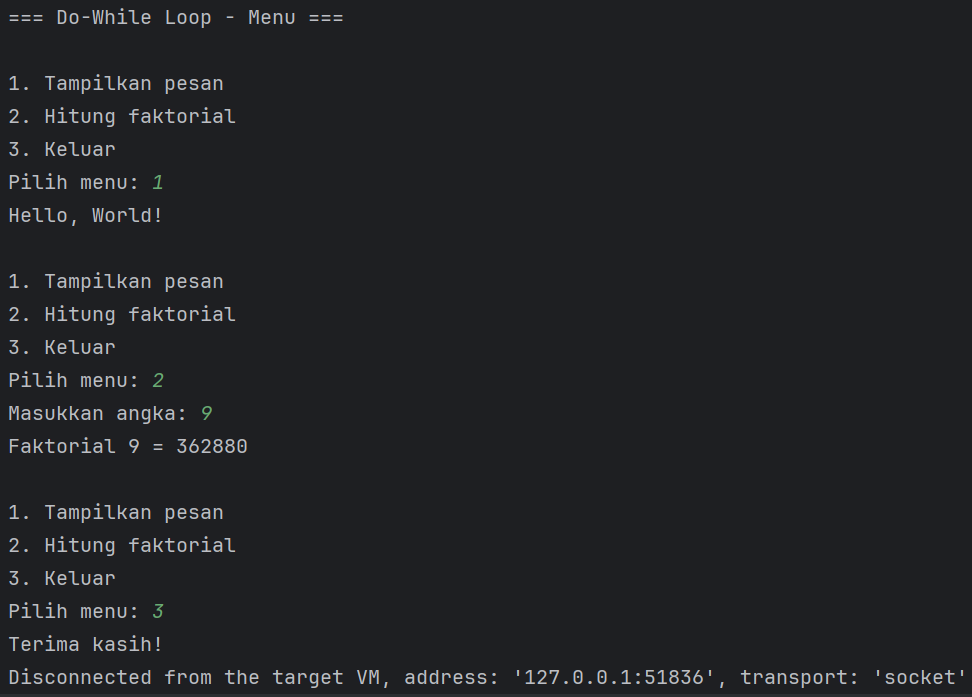 === Do-While Loop - Menu ===
1. Tampilkan pesan
2. Hitung faktorial
3. Keluar
Pilih menu: 1
Hello, World!
1. Tampilkan pesan
2. Hitung faktorial
3. Keluar
Pilih menu: 2
Masukkan angka: 9
Faktorial 9 = 362880
1. Tampilkan pesan
2. Hitung faktorial
3. Keluar
Pilih menu: 3
Terima kasih!
Disconnected from the target VM, address: '127.0.0.1:51836', transport: 'socket'